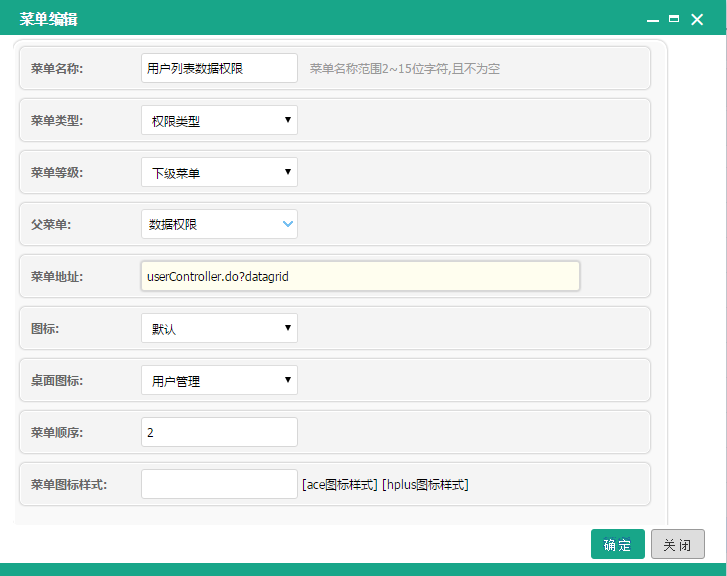 菜单编辑
菜单名称: 用户列表数据权限 菜单名称范围2~15位字符,且不为空
菜单类型: 权限类型
菜单等级: 下级菜单
父菜单: 数据权限
菜单地址: userController.do?datagrid
图标: 默认
桌面图标: 用户管理
菜单顺序: 2
菜单图标样式: [ace图标样式] [hplus图标样式]
确定 关闭